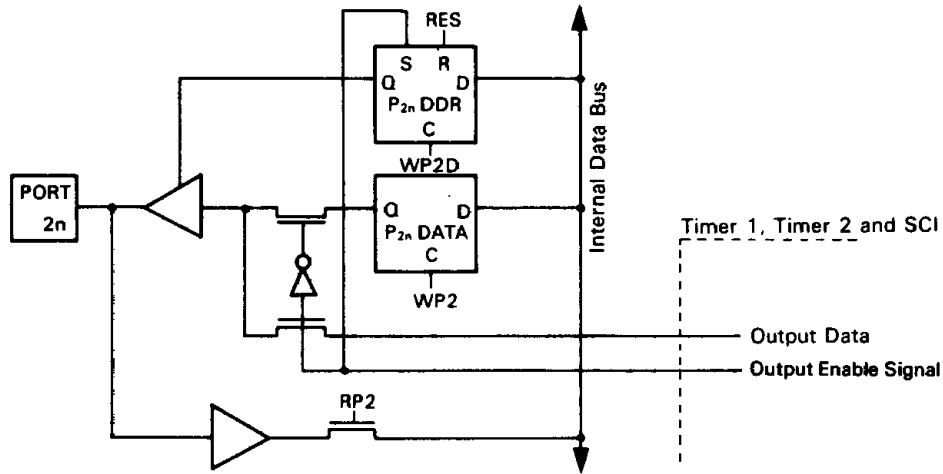 RES
S R
Q D
P2n DDR
C
WP2D
PORT
2n
Q D
P2n DATA
C
WP2
Internal Data Bus
Timer 1, Timer 2 and SCI
Output Data
Output Enable Signal
RP2